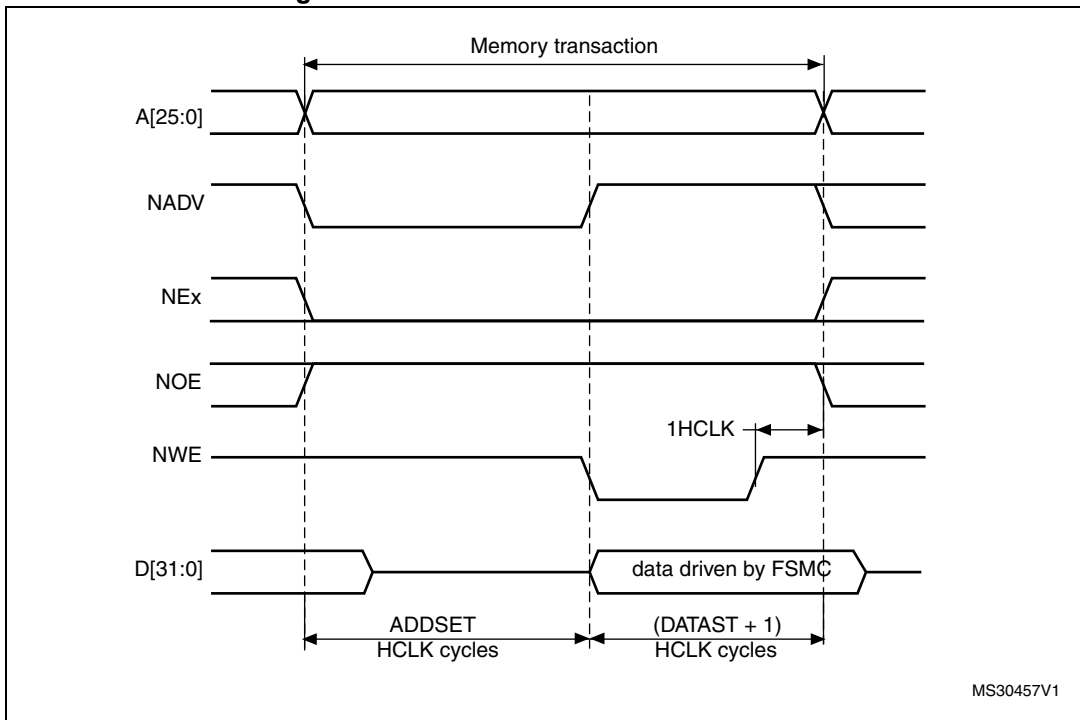 g
Memory transaction
A[25:0]
NADV
NEx
NOE
1HCLK
NWE
D[31:0]
data driven by FSMC
ADDSET
HCLK cycles
(DATAST + 1)
HCLK cycles
MS30457V1